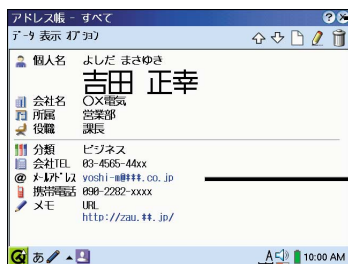 アドレス帳 - すべて
データ 表示 オプション
個人名 よしだ まさゆき
吉田 正幸
会社名 〇X電気
所属 営業部
役職 課長
分類 ビジネス
会社TEL 03-4565-44xx
@ メールアドレス yoshi-m@‡‡‡.co.jp
携帯電話 090-2282-xxxx
メモ URL
http://zau.‡‡.jp/
あ A 10:00 AM